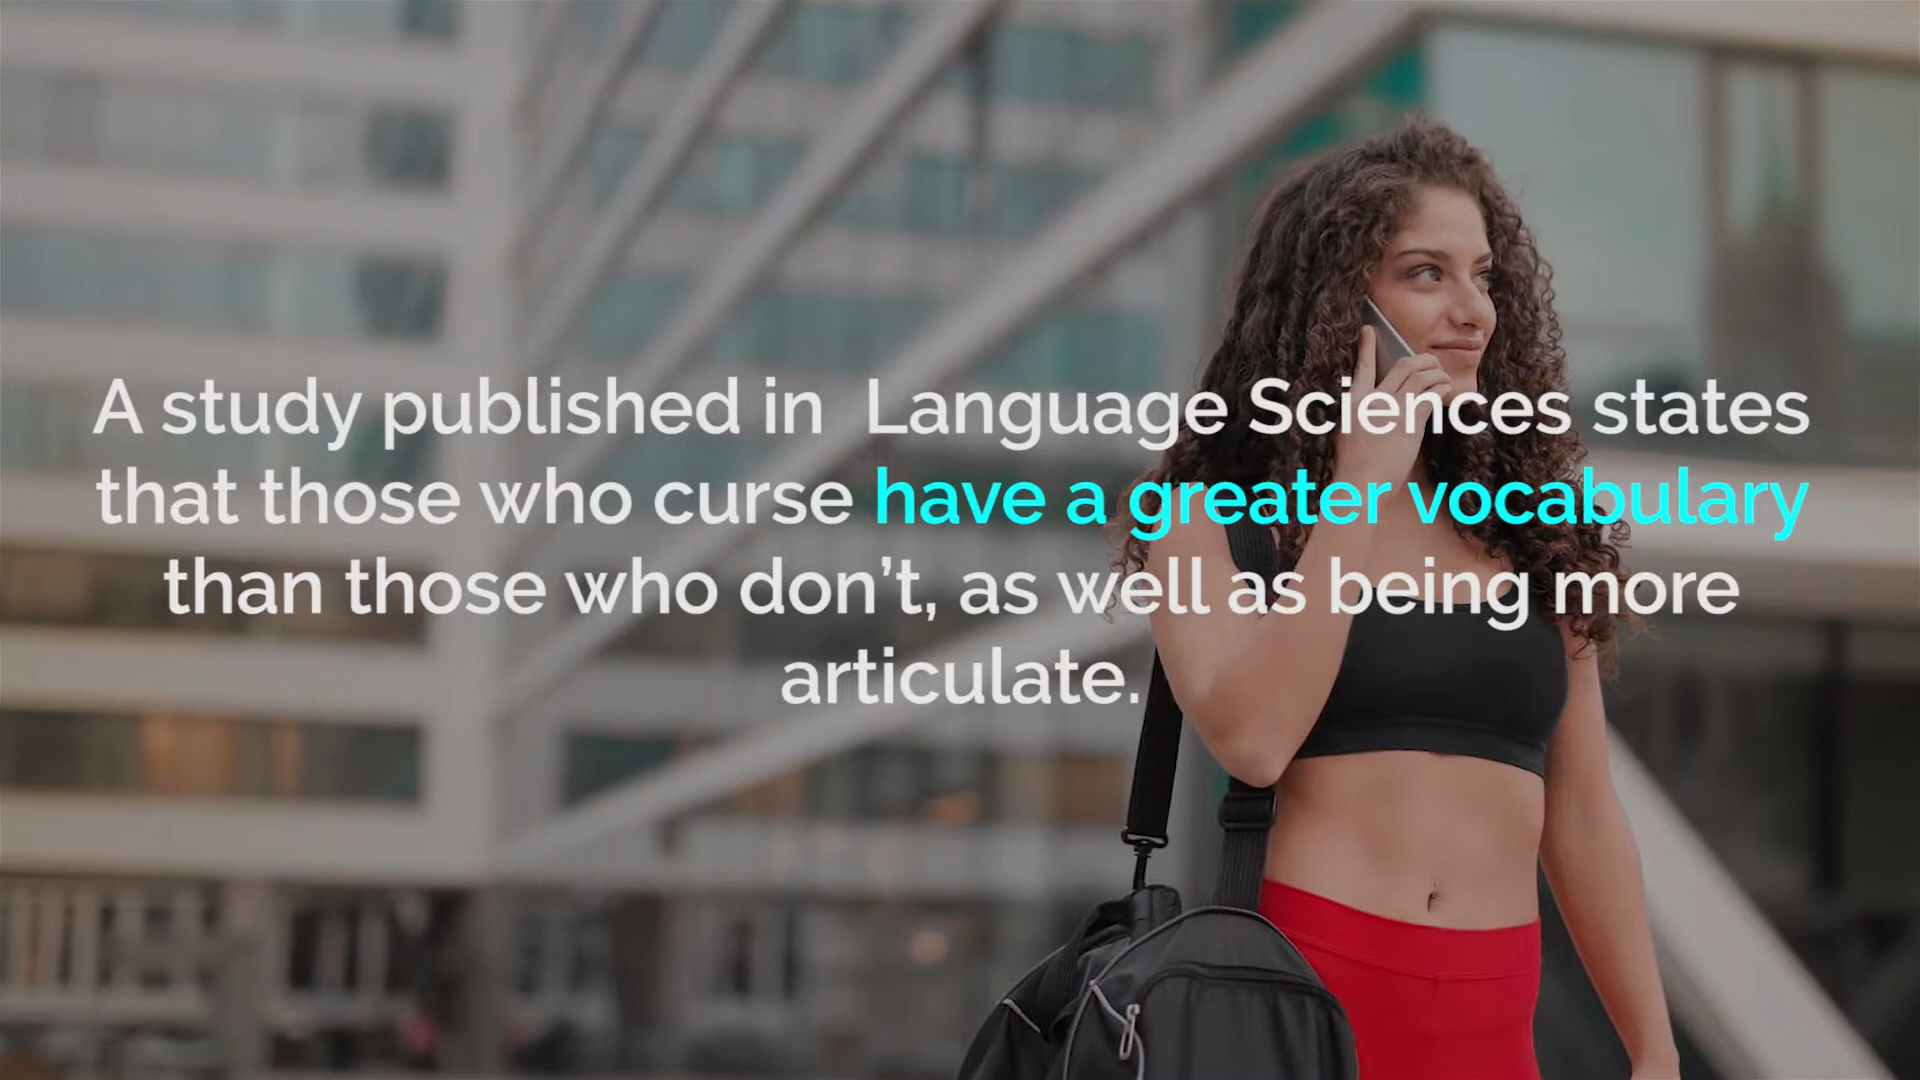 A study published in  Language Sciences states
that those who curse have a greater vocabulary
than those who don’t, as well as being more
articulate.